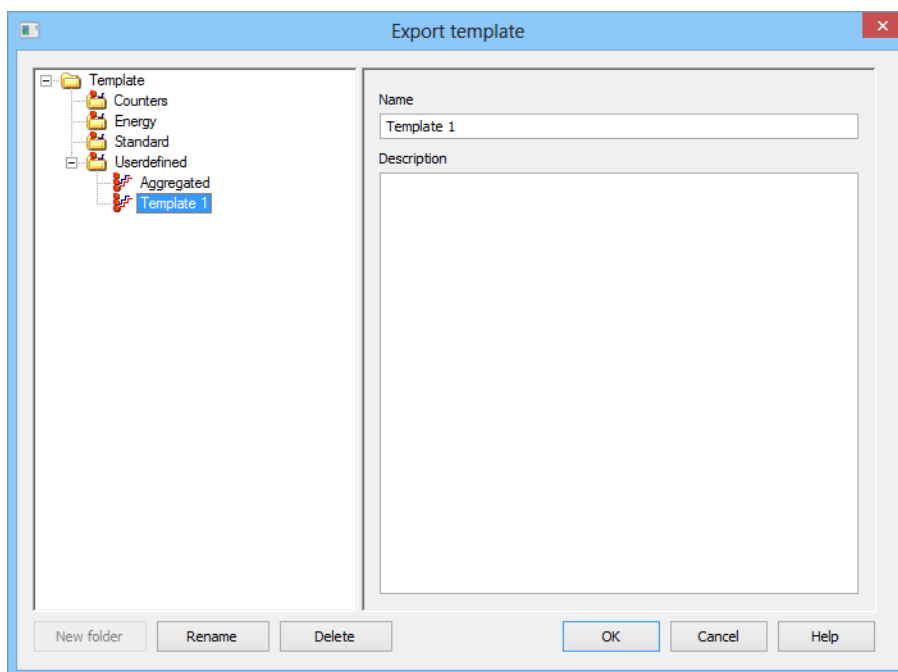 Export template
Template
Counters
Energy
Standard
Userdefined
Aggregated
Template 1
Name
Template 1
Description
New folder
Rename
Delete
OK
Cancel
Help